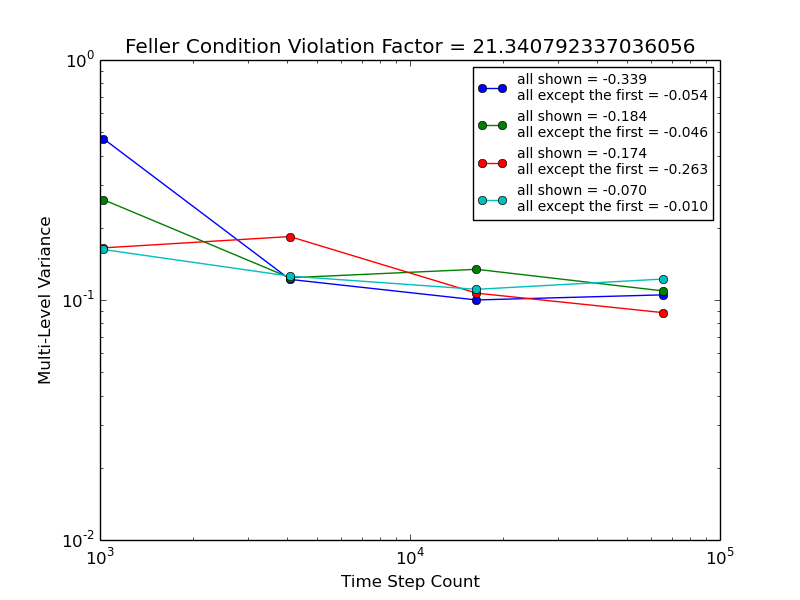 Feller Condition Violation Factor = 21.340792337036056
10^0
all shown = -0.339
all except the first = -0.054
all shown = -0.184
all except the first = -0.046
all shown = -0.174
all except the first = -0.263
all shown = -0.070
all except the first = -0.010
Multi-Level Variance
10^-1
10^-2
10^3
10^4
10^5
Time Step Count